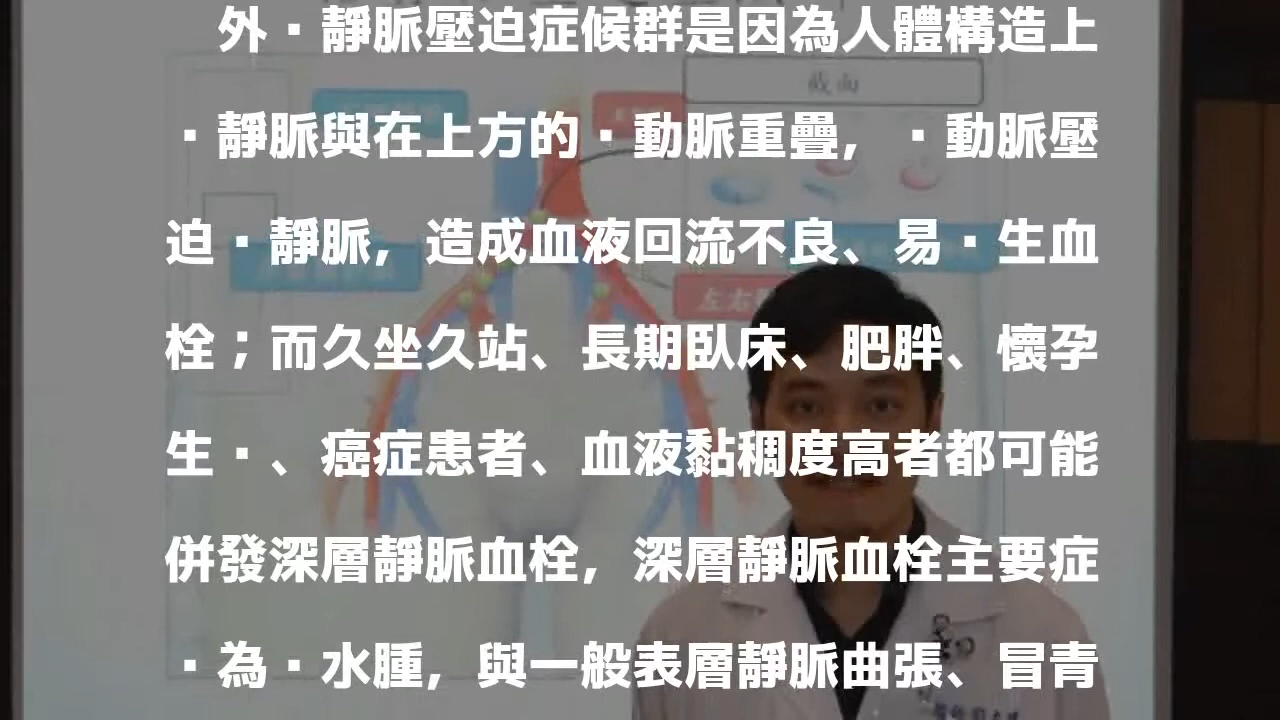 外▪靜脈壓迫症候群是因為人體構造上
▪靜脈與在上方的▪動脈重疊，▪動脈壓
迫▪靜脈，造成血液回流不良、易▪生血
栓；而久坐久站、長期臥床、肥胖、懷孕
生▪、癌症患者、血液黏稠度高者都可能
併發深層靜脈血栓，深層靜脈血栓主要症
▪為▪水腫，與一般表層靜脈曲張、冒青
截面
左右